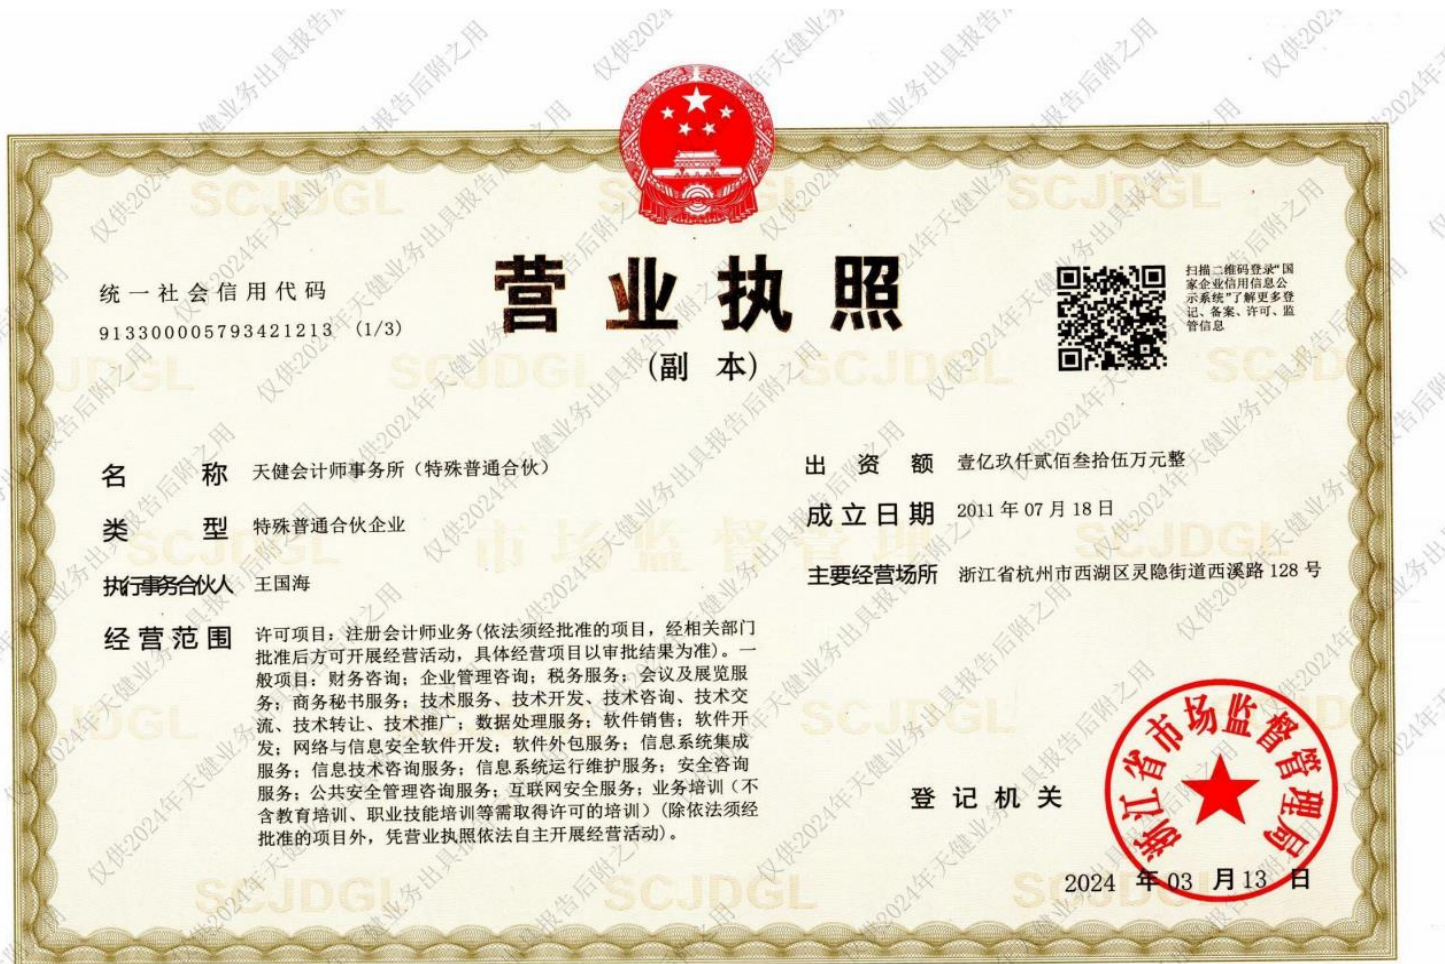 营业执照
(副 本)
统一社会信用代码
913300005793421213 (1/3)
扫描二维码登录"国
家企业信用信息公
示系统"了解更多登
记、备案、许可、监
管信息
名 称 天健会计师事务所（特殊普通合伙）
类 型 特殊普通合伙企业
执行事务合伙人 王国海
经营范围 许可项目：注册会计师业务(依法须经批准的项目，经相关部门
批准后方可开展经营活动，具体经营项目以审批结果为准)。一
般项目：财务咨询；企业管理咨询；税务服务；会议及展览服
务；商务秘书服务；技术服务、技术开发、技术咨询、技术交
流、技术转让、技术推广；数据处理服务；软件销售；软件开
发；网络与信息安全软件开发；软件外包服务；信息系统集成
服务；信息技术咨询服务；信息系统运行维护服务；安全咨询
服务；公共安全管理咨询服务；互联网安全服务；业务培训（不
含教育培训、职业技能培训等需取得许可的培训）(除依法须经
批准的项目外，凭营业执照依法自主开展经营活动)。
出 资 额 壹亿玖仟贰佰叁拾伍万元整
成立日期 2011 年 07 月 18 日
主要经营场所 浙江省杭州市西湖区灵隐街道西溪路 128 号
登记机关
浙江省市场监督管理局
2024 年 03 月 13 日
SCJDGL
市场监督管理
仅供2024年天健业务出具报告后附之用